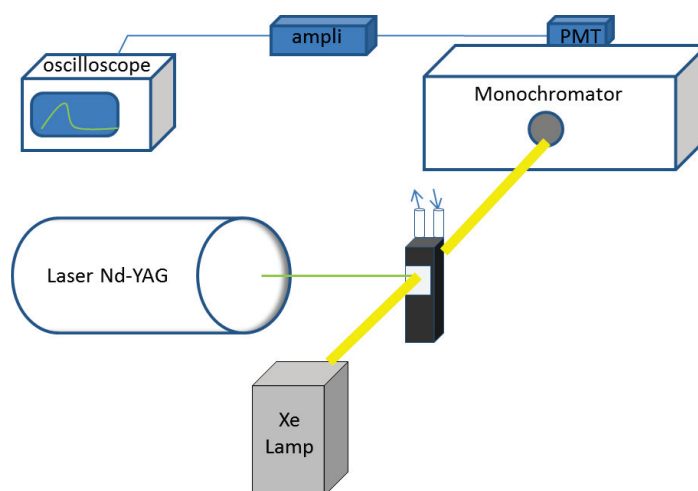 ampli
PMT
oscilloscope
Monochromator
Laser Nd-YAG
Xe
Lamp